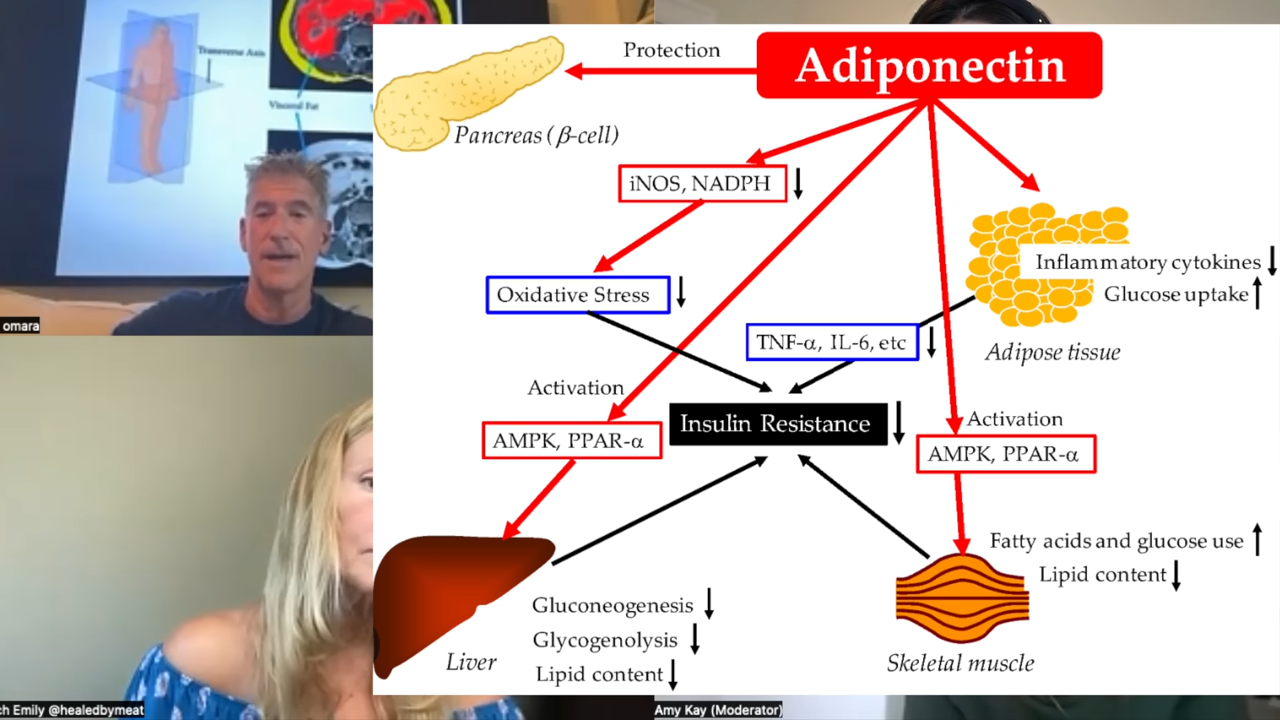 Transverse Axis
Visceral Fat
omara
Protection
Adiponectin
Pancreas (β-cell)
iNOS, NADPH ↓
Oxidative Stress ↓
Inflammatory cytokines ↓
Glucose uptake ↑
TNF-α, IL-6, etc ↓
Adipose tissue
Activation
Insulin Resistance ↓
Activation
AMPK, PPAR-α
AMPK, PPAR-α
Fatty acids and glucose use ↑
Lipid content ↓
Gluconeogenesis ↓
Glycogenolysis ↓
Lipid content ↓
Liver
Skeletal muscle
ch Emily @healedbymeat
Amy Kay (Moderator)